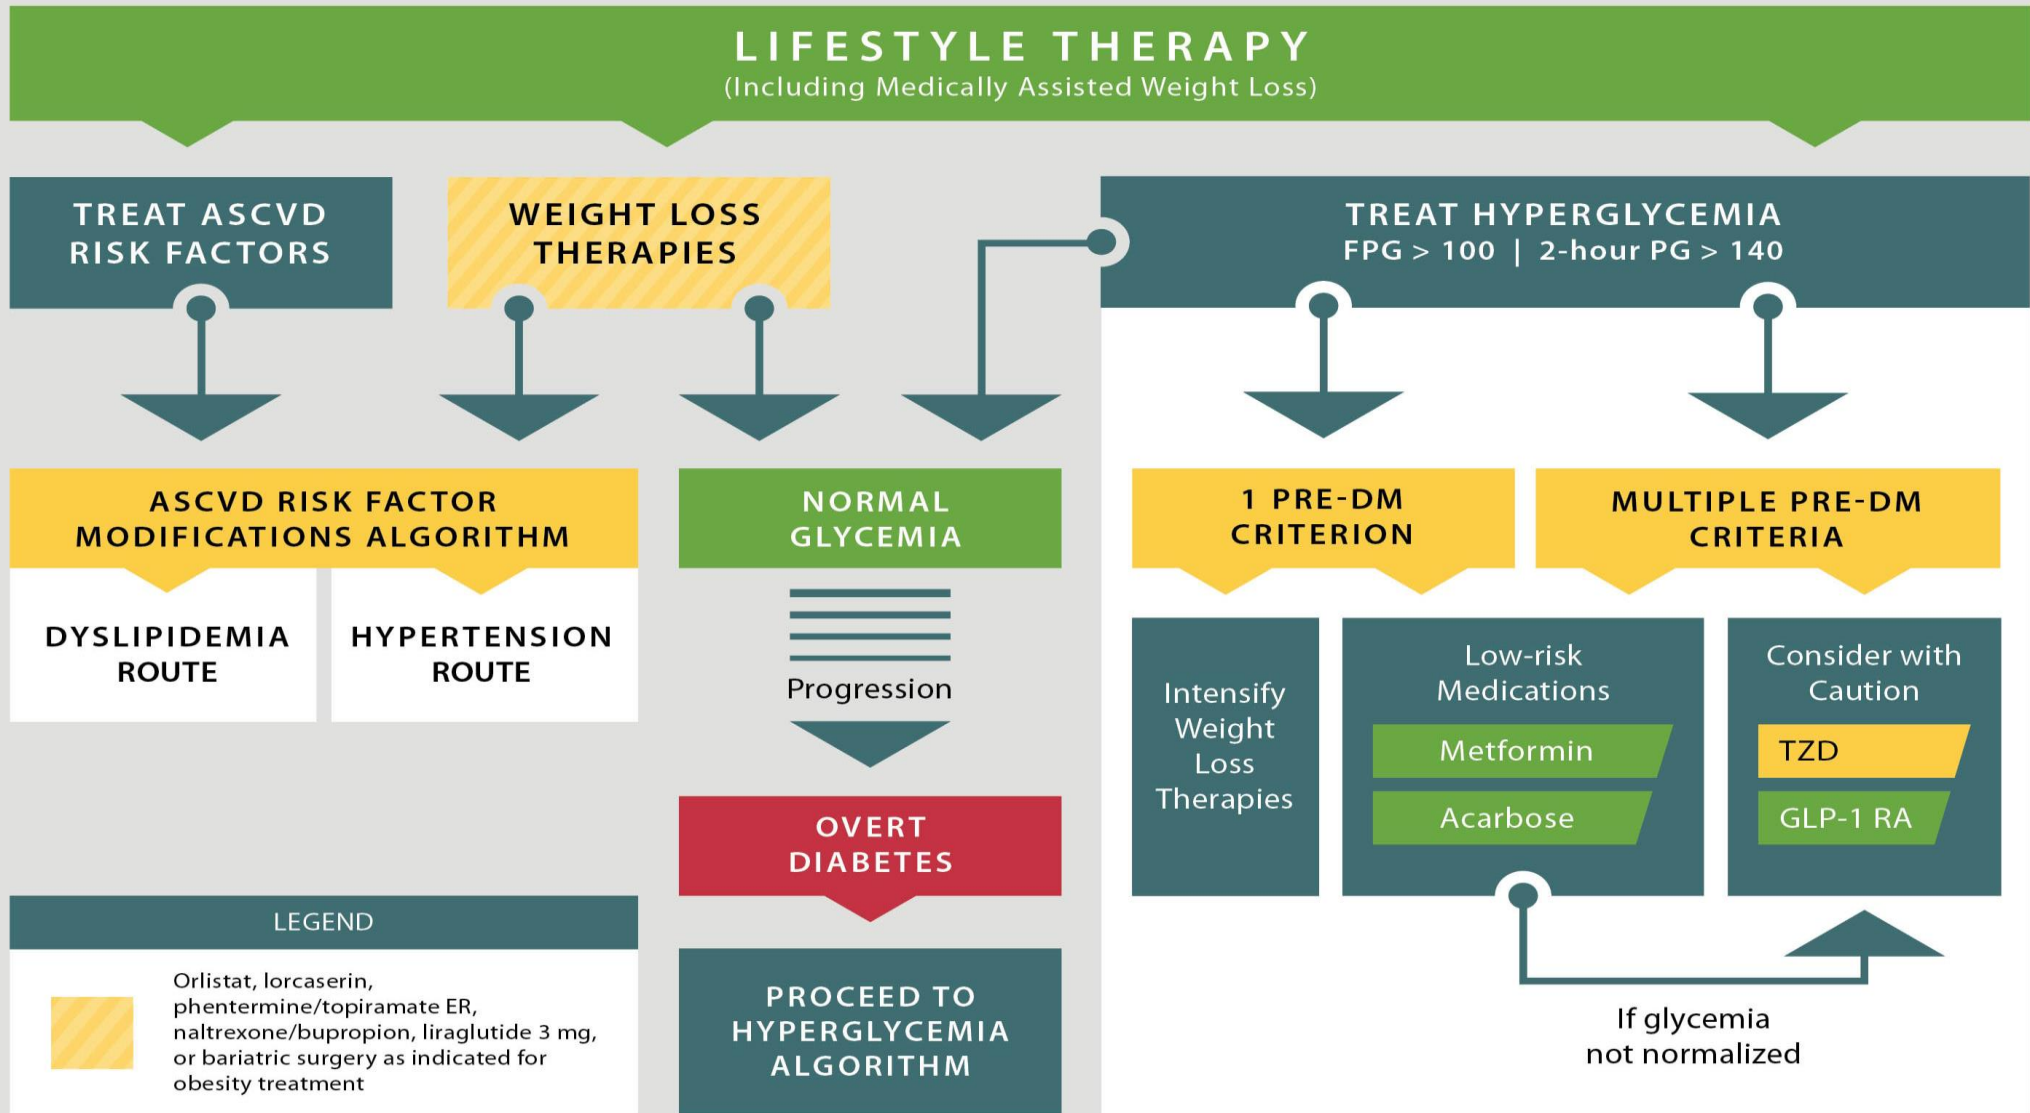 LIFESTYLE THERAPY
(Including Medically Assisted Weight Loss)
TREAT ASCVD
RISK FACTORS
WEIGHT LOSS
THERAPIES
TREAT HYPERGLYCEMIA
FPG > 100 | 2-hour PG > 140
ASCVD RISK FACTOR
MODIFICATIONS ALGORITHM
DYSLIPIDEMIA
ROUTE
HYPERTENSION
ROUTE
NORMAL
GLYCEMIA
Progression
OVERT
DIABETES
PROCEED TO
HYPERGLYCEMIA
ALGORITHM
1 PRE-DM
CRITERION
MULTIPLE PRE-DM
CRITERIA
Intensify
Weight
Loss
Therapies
Low-risk
Medications
Metformin
Acarbose
Consider with
Caution
TZD
GLP-1 RA
If glycemia
not normalized
LEGEND
Orlistat, lorcaserin,
phentermine/topiramate ER,
naltrexone/bupropion, liraglutide 3 mg,
or bariatric surgery as indicated for
obesity treatment